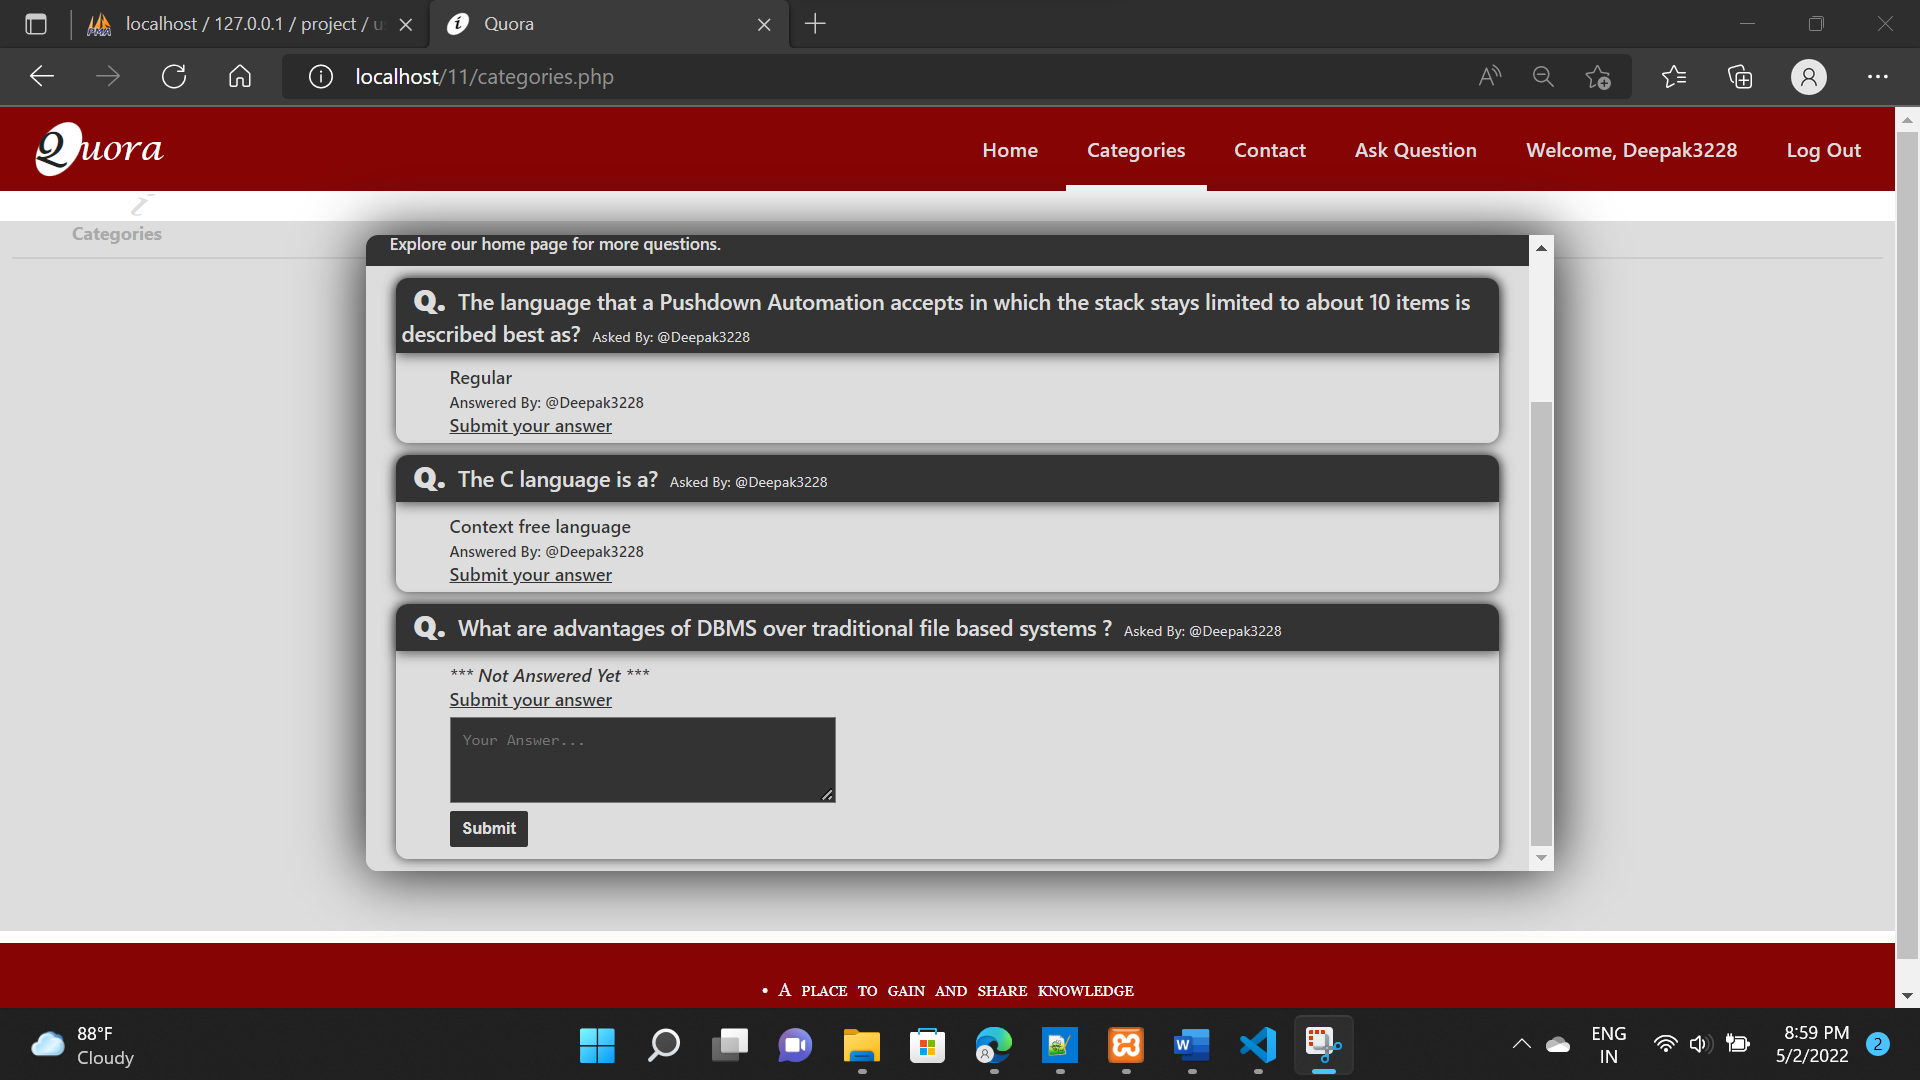 localhost / 127.0.0.1 / project / us
Quora
localhost/11/categories.php
Quora
Home
Categories
Contact
Ask Question
Welcome, Deepak3228
Log Out
i
Categories
Explore our home page for more questions.
Q. The language that a Pushdown Automation accepts in which the stack stays limited to about 10 items is
described best as? Asked By: @Deepak3228
Regular
Answered By: @Deepak3228
Submit your answer
Q. The C language is a? Asked By: @Deepak3228
Context free language
Answered By: @Deepak3228
Submit your answer
Q. What are advantages of DBMS over traditional file based systems ? Asked By: @Deepak3228
*** Not Answered Yet ***
Submit your answer
Your Answer...
Submit
• A PLACE TO GAIN AND SHARE KNOWLEDGE
88°F
Cloudy
ENG
IN
8:59 PM
5/2/2022
2